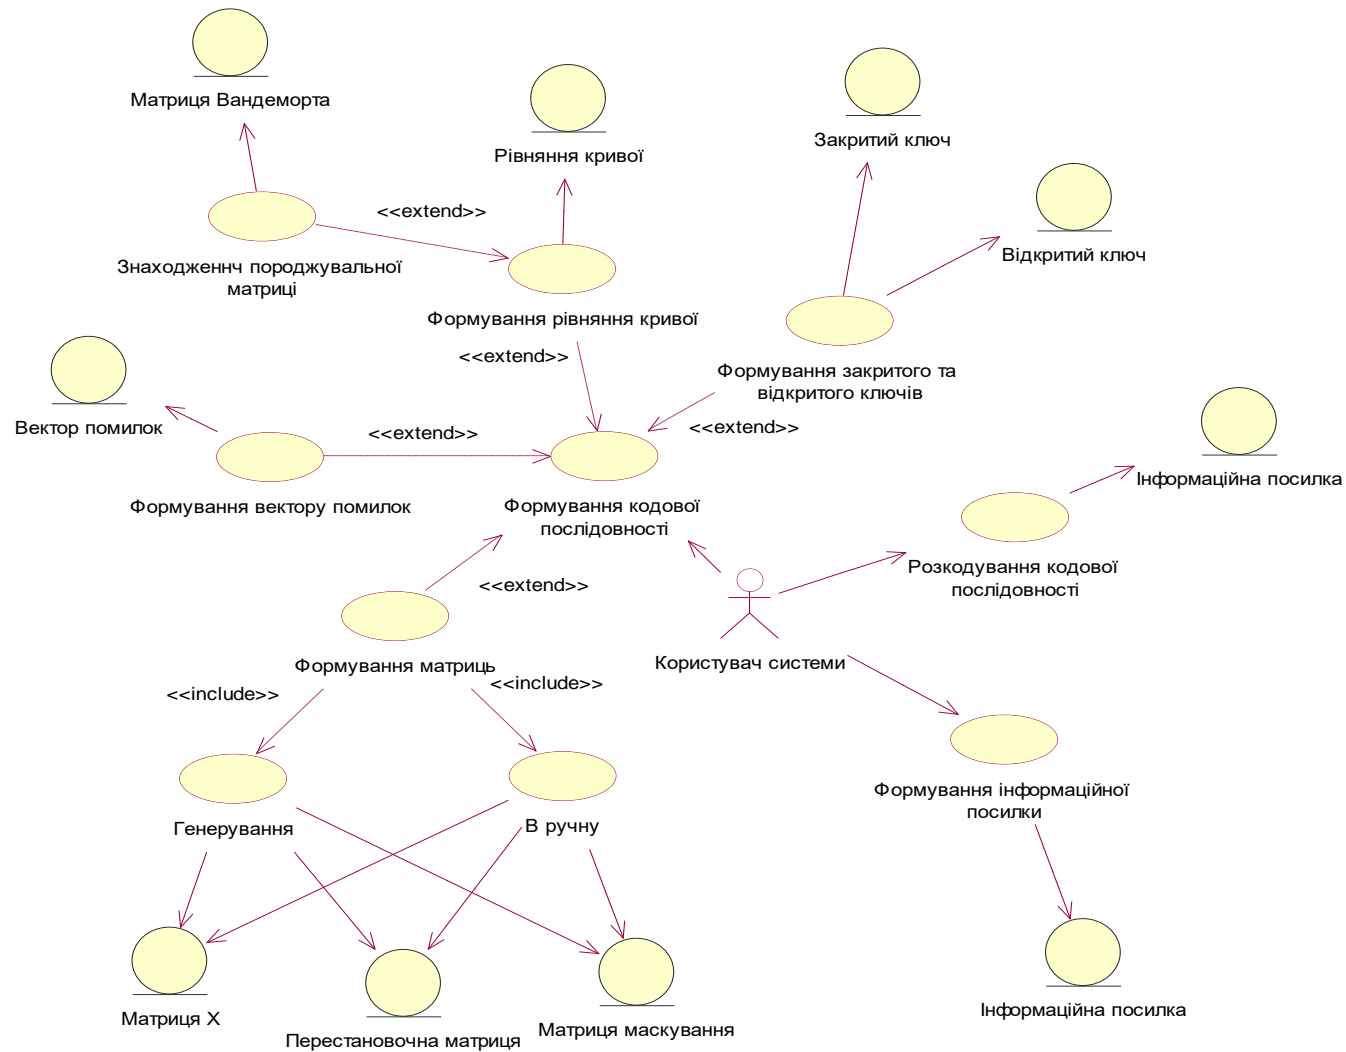 Матриця Вандеморта
Рівняння кривої
Закритий ключ
<<extend>>
Відкритий ключ
Знаходженнч породжувальної
матриці
Формування рівняння кривої
<<extend>>
Формування закритого та
відкритого ключів
Вектор помилок
<<extend>>
<<extend>>
Інформаційна посилка
Формування вектору помилок
Формування кодової
послідовності
<<extend>>
Розкодування кодової
послідовності
Формування матриць
Користувач системи
<<include>>
<<include>>
Формування інформаційної
посилки
Генерування
В ручну
Матриця X
Перестановочна матриця
Матриця маскування
Інформаційна посилка